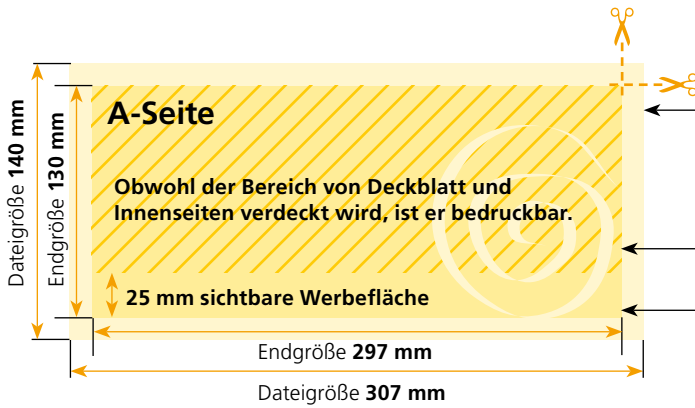 A-Seite
Obwohl der Bereich von Deckblatt und
Innenseiten verdeckt wird, ist er bedruckbar.
25 mm sichtbare Werbefläche
Dateigröße 140 mm
Endgröße 130 mm
Endgröße 297 mm
Dateigröße 307 mm